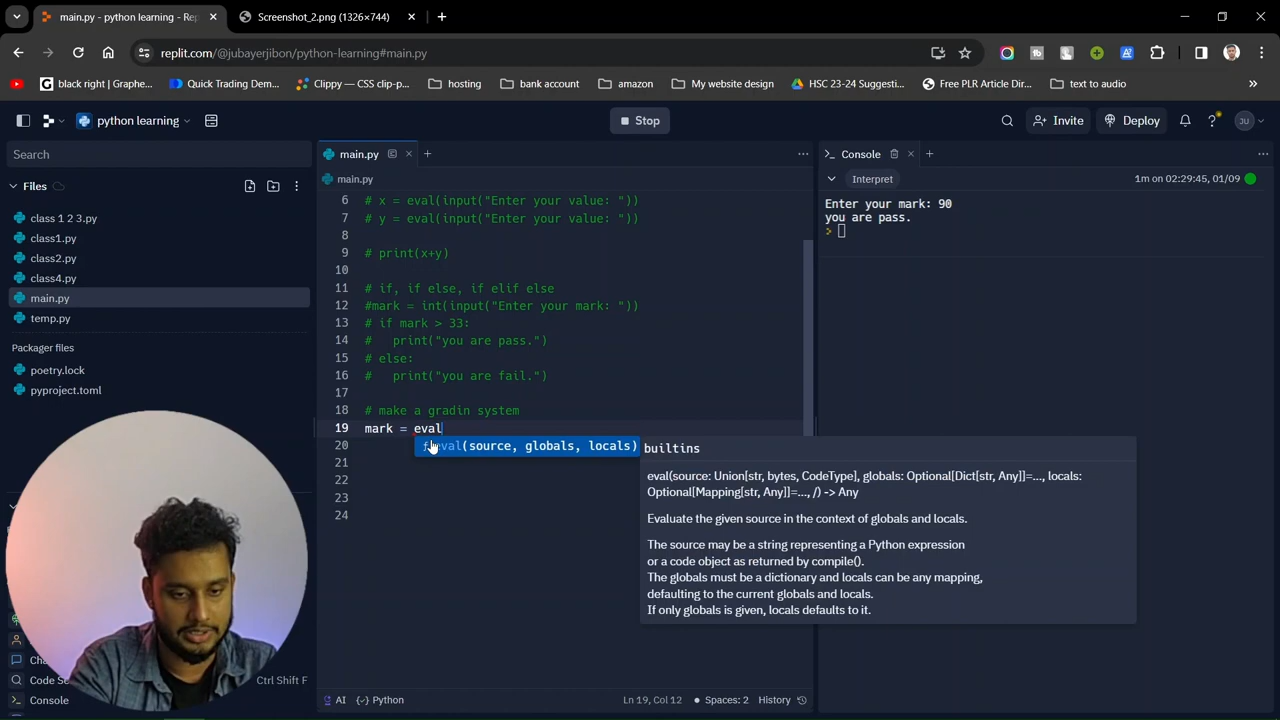 main.py - python learning - Rep
Screenshot_2.png (1326×744)
replit.com/@jubayerjibon/python-learning#main.py
black right | Graphe...
Quick Trading Demo...
Clippy — CSS clip-p...
hosting
bank account
amazon
My website design
HSC 23-24 Suggesti...
Free PLR Article Dir...
text to audio
python learning
Stop
Invite
Deploy
JU
Search
main.py
Console
Files
main.py
Interpret
1m on 02:29:45, 01/09
class 1 2 3.py
class1.py
class2.py
class4.py
main.py
temp.py
Packager files
poetry.lock
pyproject.toml
6 # x = eval(input("Enter your value: "))
7 # y = eval(input("Enter your value: "))
8
9 # print(x+y)
10
11 # if, if else, if elif else
12 #mark = int(input("Enter your mark: "))
13 # if mark > 33:
14 #   print("you are pass.")
15 # else:
16 #   print("you are fail.")
17
18 # make a gradin system
19 mark = eval
20
21
22
23
24
eval(source, globals, locals)
builtins
eval(source: Union[str, bytes, CodeType], globals: Optional[Dict[str, Any]]=..., locals:
Optional[Mapping[str, Any]]=..., /) -> Any
Evaluate the given source in the context of globals and locals.
The source may be a string representing a Python expression
or a code object as returned by compile().
The globals must be a dictionary and locals can be any mapping,
defaulting to the current globals and locals.
If only globals is given, locals defaults to it.
Enter your mark: 90
you are pass.
>
Ctrl Shift F
Console
AI
Python
Ln 19, Col 12
Spaces: 2
History